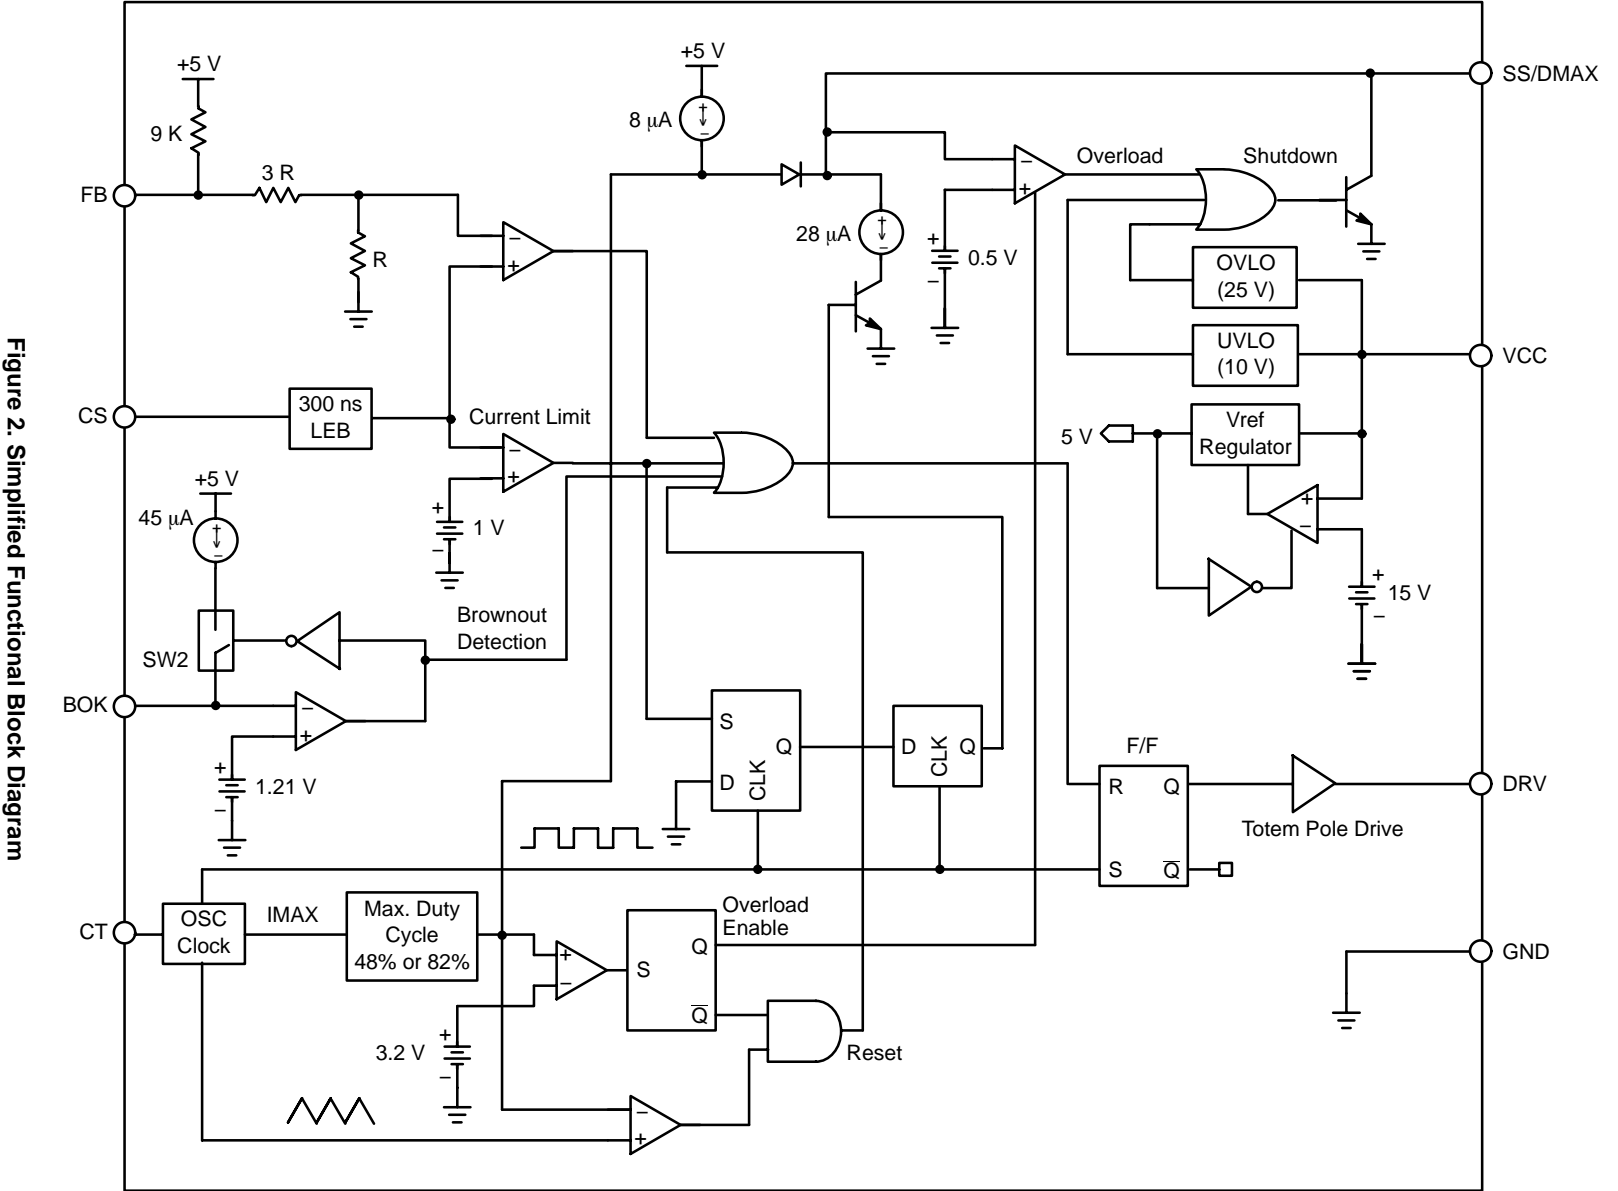 +5 V
+5 V
SS/DMAX
9 K
8 μA
−
3 R
−
Overload
Shutdown
+
FB
−
28 μA
−
+
0.5 V
−
R
+
OVLO
(25 V)
UVLO
(10 V)
VCC
300 ns
LEB
CS
Current Limit
−
+
5 V
Vref
Regulator
+5 V
45 μA
−
+
1 V
−
+
−
+
15 V
−
Brownout
Detection
SW2
BOK
−
+
S
Q
D
CLK
D
CLK
Q
F/F
+
1.21 V
−
R
Q
DRV
Totem Pole Drive
S
Q
OSC
Clock
CT
IMAX
Max. Duty
Cycle
48% or 82%
Overload
Enable
+
−
S
Q
Q
GND
+
3.2 V
−
Reset
−
+
Figure 2. Simplified Functional Block Diagram